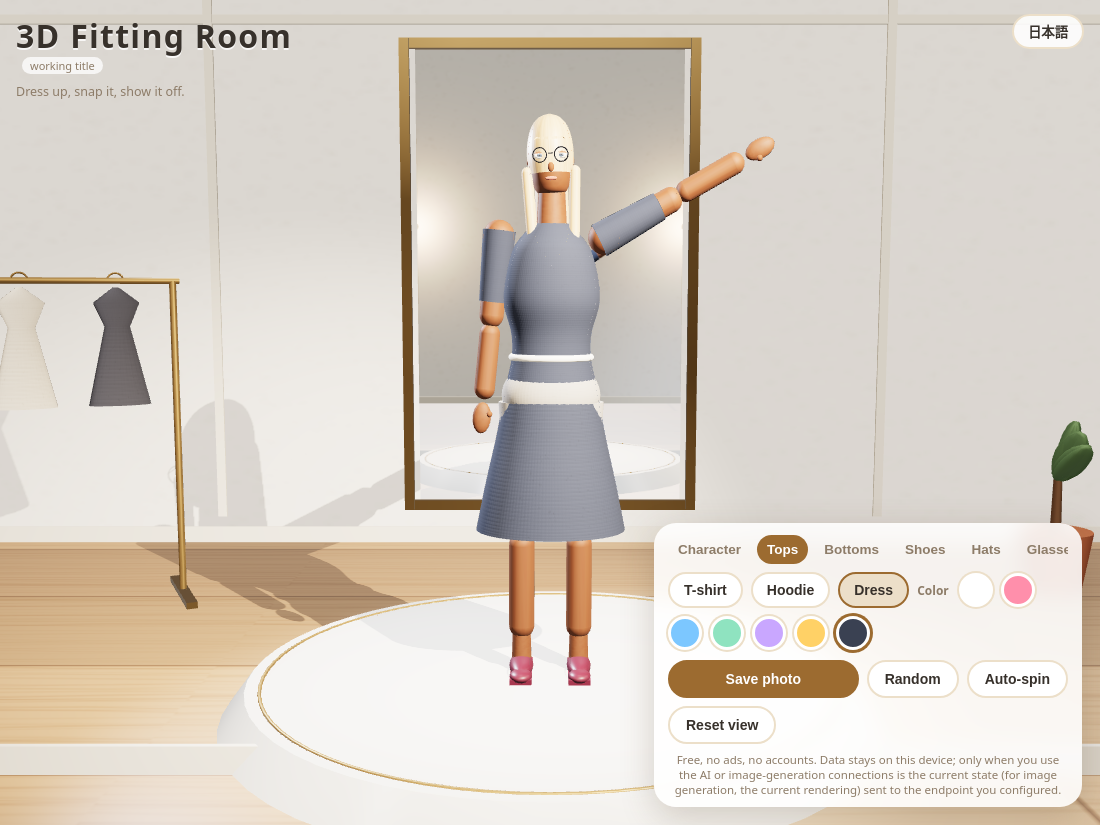 3D Fitting Room
working title
Dress up, snap it, show it off.
日本語
Character Tops Bottoms Shoes Hats Glasse
T-shirt Hoodie Dress Color
Save photo Random Auto-spin
Reset view
Free, no ads, no accounts. Data stays on this device; only when you use
the AI or image-generation connections is the current state (for image
generation, the current rendering) sent to the endpoint you configured.